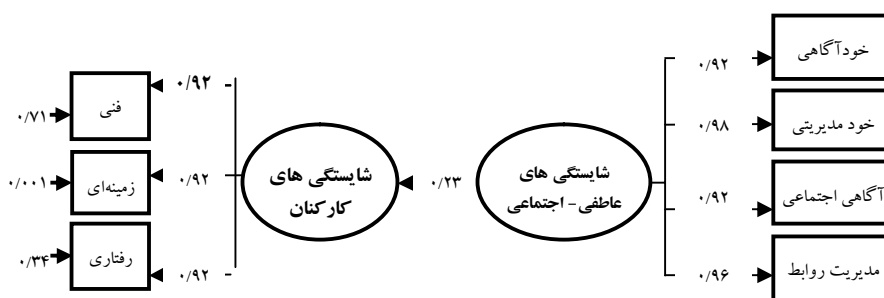 خودآگاهی
۰/۹۲
خود مدیریتی
۰/۹۸
آگاهی اجتماعی
۰/۹۲
مدیریت روابط
۰/۹۶
شایستگی های
عاطفی- اجتماعی
۰/۲۳
شایستگی های
کارکنان
۰/۹۲
فنی
۰/۷۱
۰/۹۲
زمینه‌ای
۰/۰۰۱
۰/۹۲
رفتاری
۰/۳۴